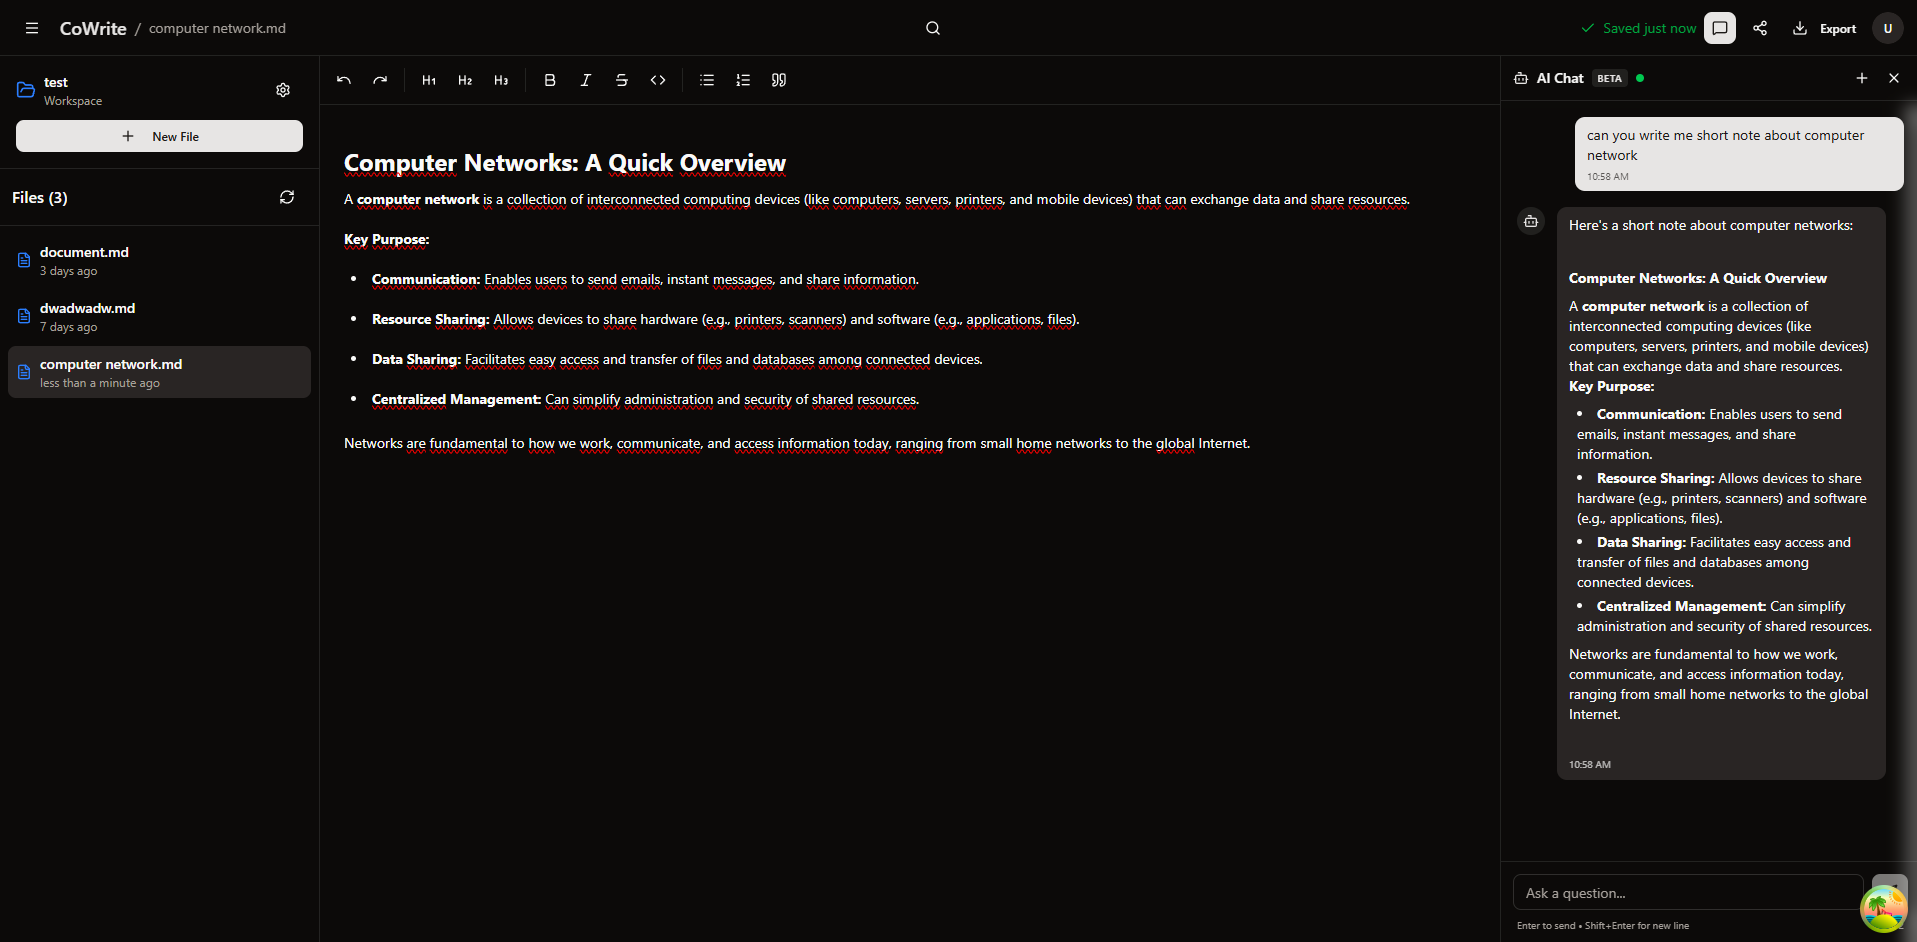 CoWrite / computer network.md
Saved just now
Export
U
test
Workspace
+ New File
Files (3)
document.md
3 days ago
dwadwadw.md
7 days ago
computer network.md
less than a minute ago
H1 H2 H3 B I S <>
Computer Networks: A Quick Overview
A computer network is a collection of interconnected computing devices (like computers, servers, printers, and mobile devices) that can exchange data and share resources.
Key Purpose:
• Communication: Enables users to send emails, instant messages, and share information.
• Resource Sharing: Allows devices to share hardware (e.g., printers, scanners) and software (e.g., applications, files).
• Data Sharing: Facilitates easy access and transfer of files and databases among connected devices.
• Centralized Management: Can simplify administration and security of shared resources.
Networks are fundamental to how we work, communicate, and access information today, ranging from small home networks to the global Internet.
AI Chat BETA
can you write me short note about computer
network
10:58 AM
Here's a short note about computer networks:
Computer Networks: A Quick Overview
A computer network is a collection of
interconnected computing devices (like
computers, servers, printers, and mobile devices)
that can exchange data and share resources.
Key Purpose:
• Communication: Enables users to send
emails, instant messages, and share
information.
• Resource Sharing: Allows devices to share
hardware (e.g., printers, scanners) and software
(e.g., applications, files).
• Data Sharing: Facilitates easy access and
transfer of files and databases among
connected devices.
• Centralized Management: Can simplify
administration and security of shared resources.
Networks are fundamental to how we work,
communicate, and access information today,
ranging from small home networks to the global
Internet.
10:58 AM
Ask a question...
Enter to send • Shift+Enter for new line